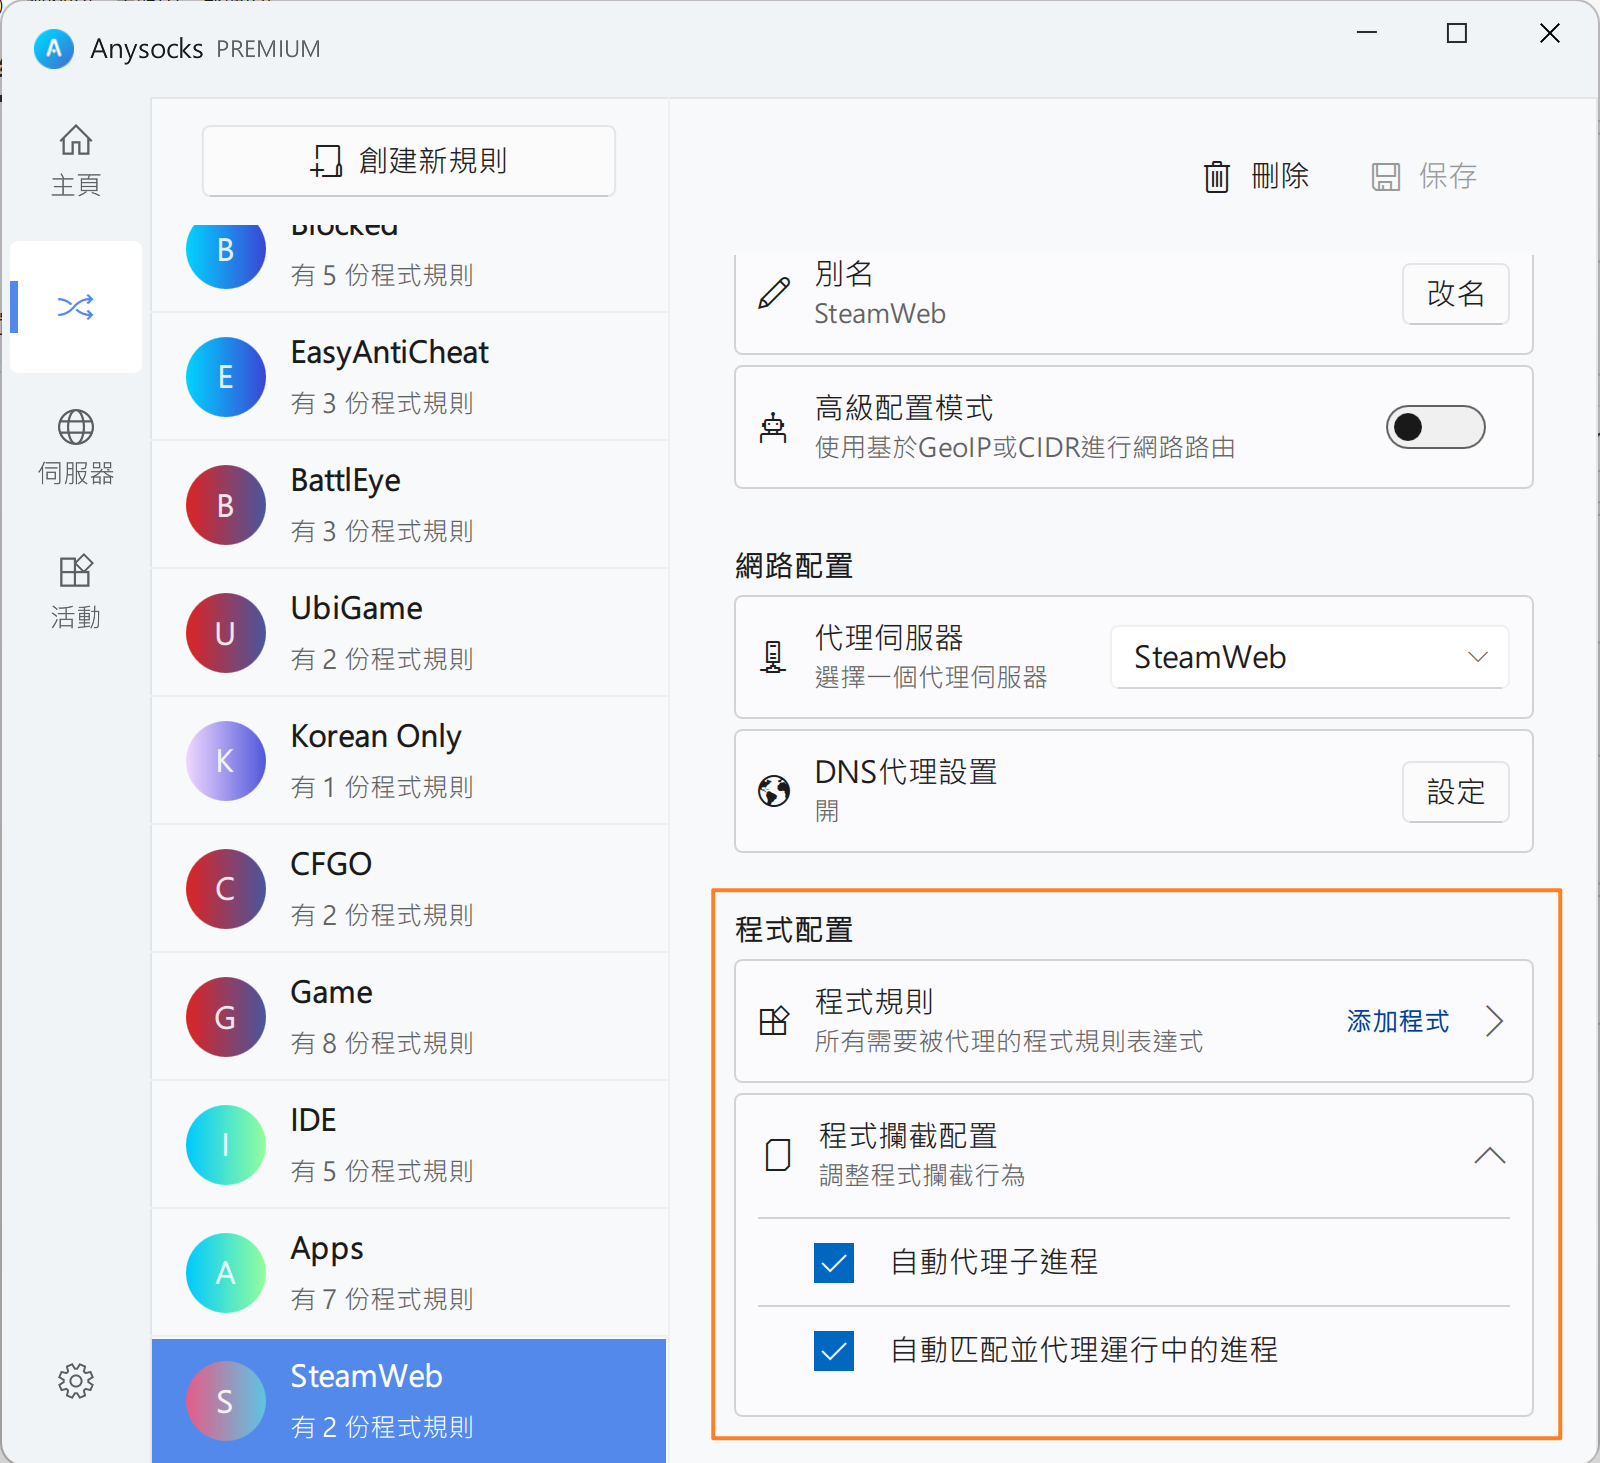 Anysocks PREMIUM
主頁
伺服器
活動
創建新規則
B
Blocked
有 5 份程式規則
E
EasyAntiCheat
有 3 份程式規則
B
BattlEye
有 3 份程式規則
U
UbiGame
有 2 份程式規則
K
Korean Only
有 1 份程式規則
C
CFGO
有 2 份程式規則
G
Game
有 8 份程式規則
I
IDE
有 5 份程式規則
A
Apps
有 7 份程式規則
S
SteamWeb
有 2 份程式規則
刪除 保存
別名
SteamWeb
改名
高級配置模式
使用基於GeoIP或CIDR進行網路路由
網路配置
代理伺服器
選擇一個代理伺服器
SteamWeb
DNS代理設置
開
設定
程式配置
程式規則
所有需要被代理的程式規則表達式
添加程式
程式攔截配置
調整程式攔截行為
自動代理子進程
自動匹配並代理運行中的進程